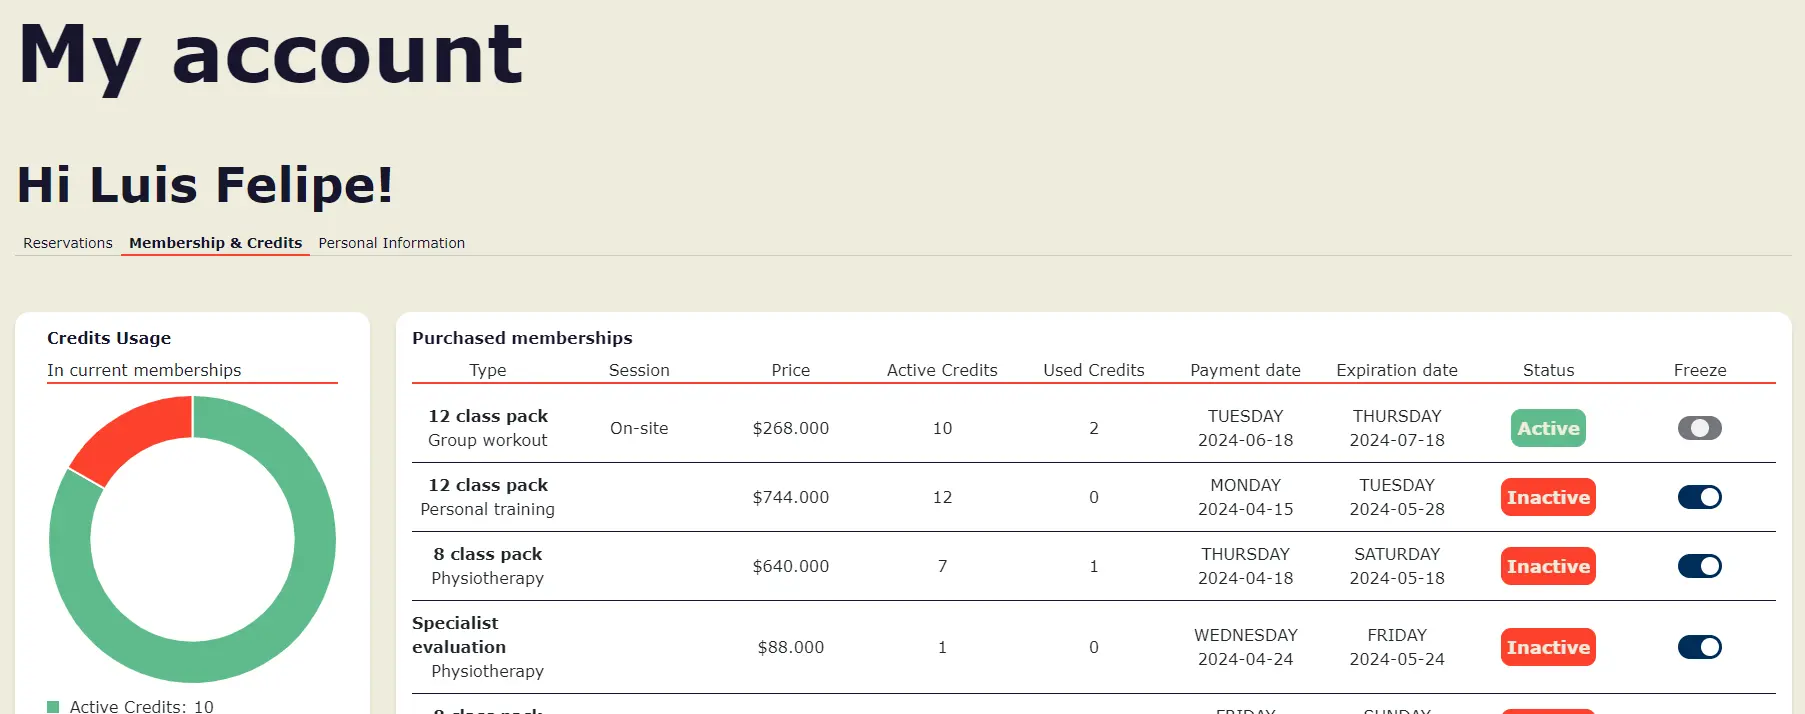 My account
Hi Luis Felipe!
Reservations Membership & Credits Personal Information
Credits Usage
In current memberships
Active Credits: 10
Purchased memberships
Type Session Price Active Credits Used Credits Payment date Expiration date Status Freeze
12 class pack
Group workout
On-site
$268.000
10
2
TUESDAY
2024-06-18
THURSDAY
2024-07-18
Active
12 class pack
Personal training
$744.000
12
0
MONDAY
2024-04-15
TUESDAY
2024-05-28
Inactive
8 class pack
Physiotherapy
$640.000
7
1
THURSDAY
2024-04-18
SATURDAY
2024-05-18
Inactive
Specialist
evaluation
Physiotherapy
$88.000
1
0
WEDNESDAY
2024-04-24
FRIDAY
2024-05-24
Inactive
8 class pack
FRIDAY
SUNDAY